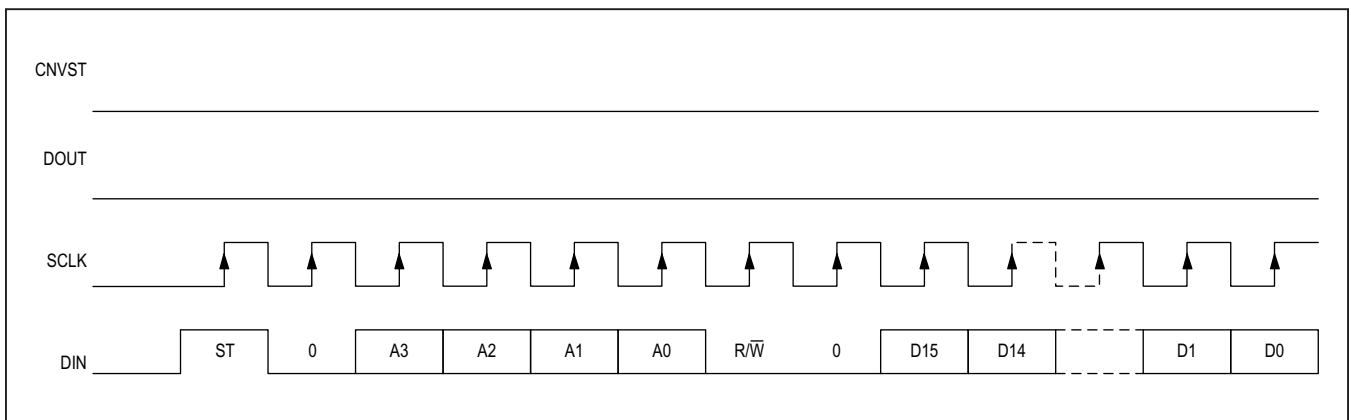 CNVST
DOUT
SCLK
DIN ST 0 A3 A2 A1 A0 R/W̅ 0 D15 D14 D1 D0